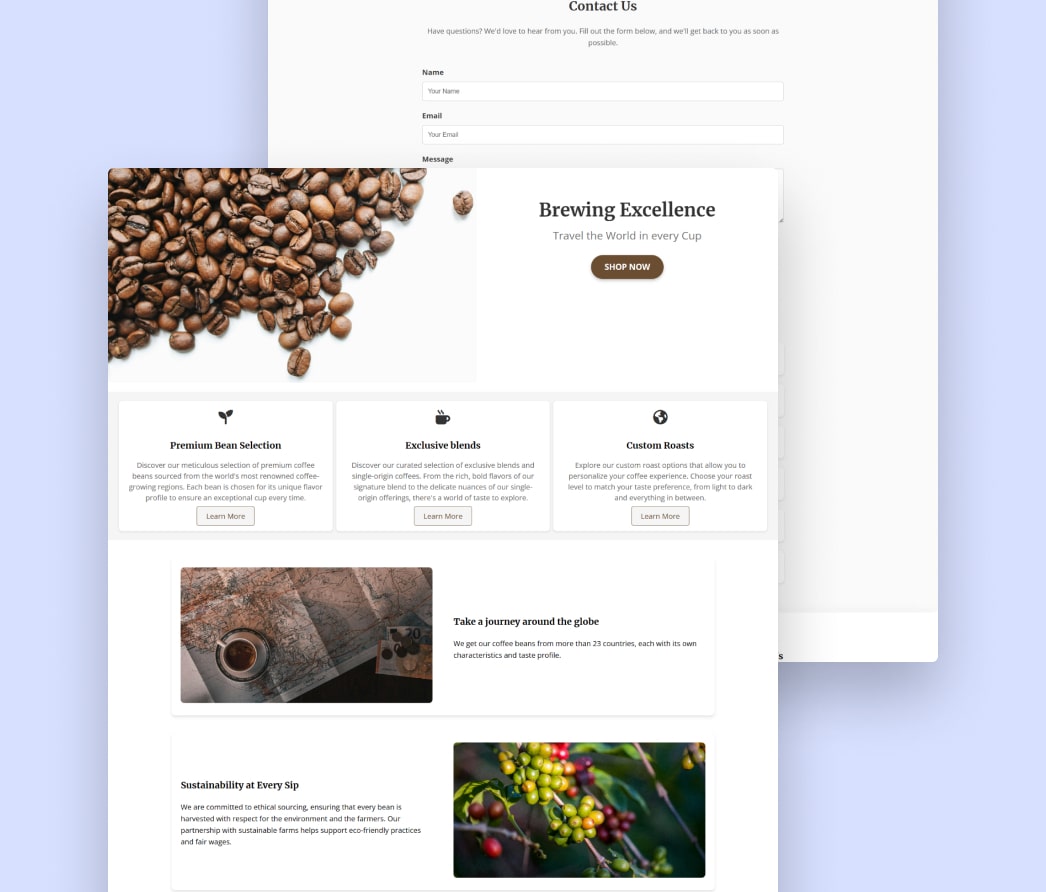 Contact Us
Have questions? We'd love to hear from you. Fill out the form below, and we'll get back to you as soon as
possible.
Name
Your Name
Email
Your Email
Message
Brewing Excellence
Travel the World in every Cup
SHOP NOW
Premium Bean Selection
Discover our meticulous selection of premium coffee
beans sourced from the world's most renowned coffee-
growing regions. Each bean is chosen for its unique flavor
profile to ensure an exceptional cup every time.
Learn More
Exclusive blends
Discover our curated selection of exclusive blends and
single-origin coffees. From the rich, bold flavors of our
signature blend to the delicate nuances of our single-
origin offerings, there's a world of taste to explore.
Learn More
Custom Roasts
Explore our custom roast options that allow you to
personalize your coffee experience. Choose your roast
level to match your taste preference, from light to dark
and everything in between.
Learn More
20
Take a journey around the globe
We get our coffee beans from more than 23 countries, each with its own
characteristics and taste profile.
s
Sustainability at Every Sip
We are committed to ethical sourcing, ensuring that every bean is
harvested with respect for the environment and the farmers. Our
partnership with sustainable farms helps support eco-friendly practices
and fair wages.